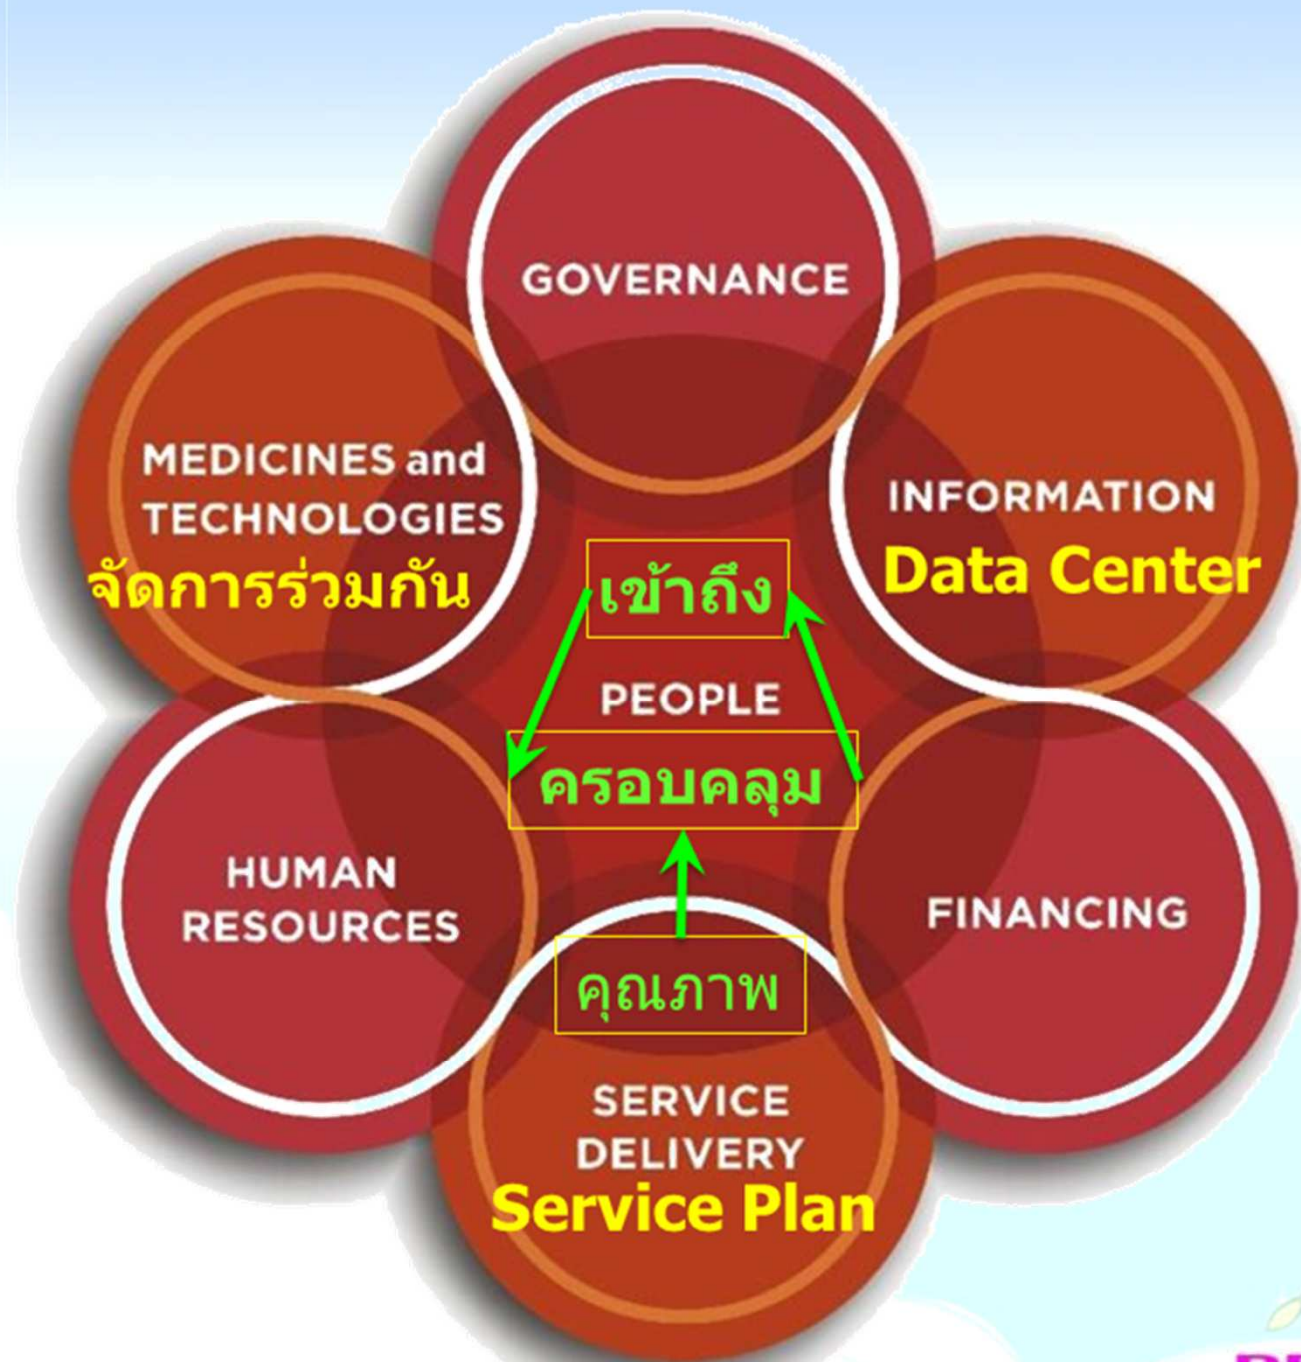 GOVERNANCE
MEDICINES and
TECHNOLOGIES
จัดการร่วมกัน
INFORMATION
Data Center
เข้าถึง
PEOPLE
ครอบคลุม
HUMAN
RESOURCES
FINANCING
คุณภาพ
SERVICE
DELIVERY
Service Plan